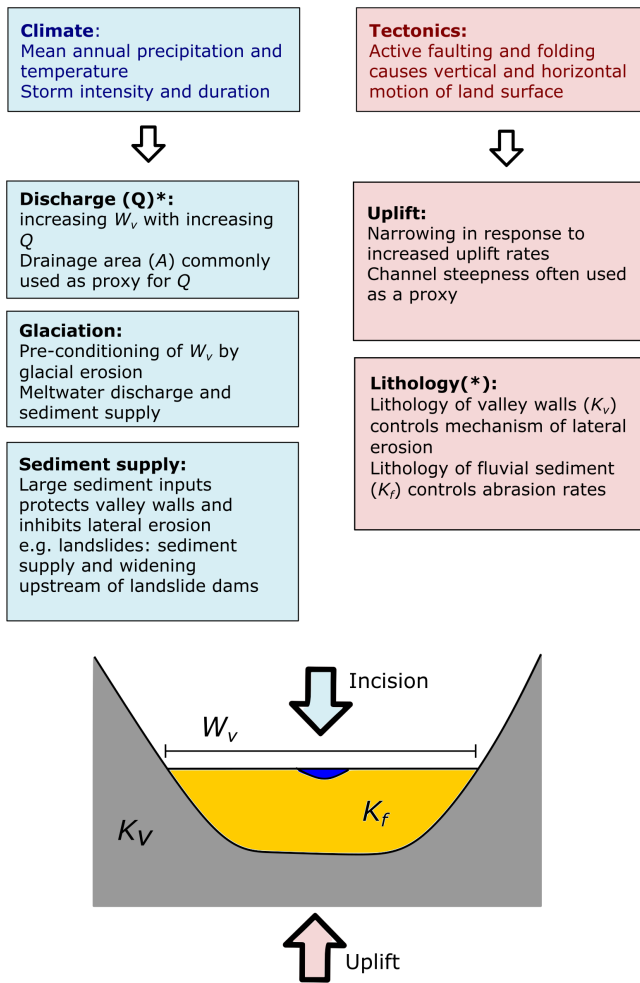 Climate:
Mean annual precipitation and
temperature
Storm intensity and duration
Discharge (Q)*:
increasing Wv with increasing
Q
Drainage area (A) commonly
used as proxy for Q
Glaciation:
Pre-conditioning of Wv by
glacial erosion
Meltwater discharge and
sediment supply
Sediment supply:
Large sediment inputs
protects valley walls and
inhibits lateral erosion
e.g. landslides: sediment
supply and widening
upstream of landslide dams
Tectonics:
Active faulting and folding
causes vertical and horizontal
motion of land surface
Uplift:
Narrowing in response to
increased uplift rates
Channel steepness often used
as a proxy
Lithology(*):
Lithology of valley walls (Kv)
controls mechanism of lateral
erosion
Lithology of fluvial sediment
(Kf) controls abrasion rates
Incision
Wv
Kf
Kv
Uplift